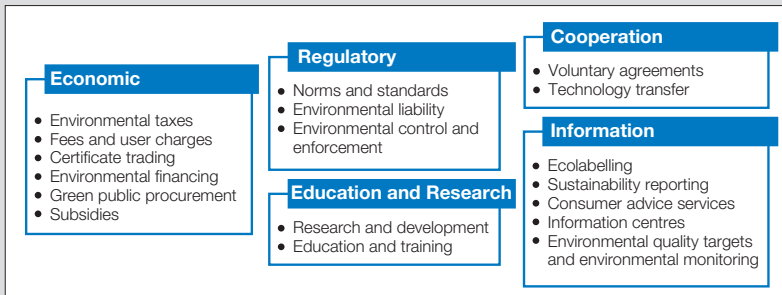 Economic
• Environmental taxes
• Fees and user charges
• Certificate trading
• Environmental financing
• Green public procurement
• Subsidies
Regulatory
• Norms and standards
• Environmental liability
• Environmental control and
enforcement
Education and Research
• Research and development
• Education and training
Cooperation
• Voluntary agreements
• Technology transfer
Information
• Ecolabelling
• Sustainability reporting
• Consumer advice services
• Information centres
• Environmental quality targets
and environmental monitoring